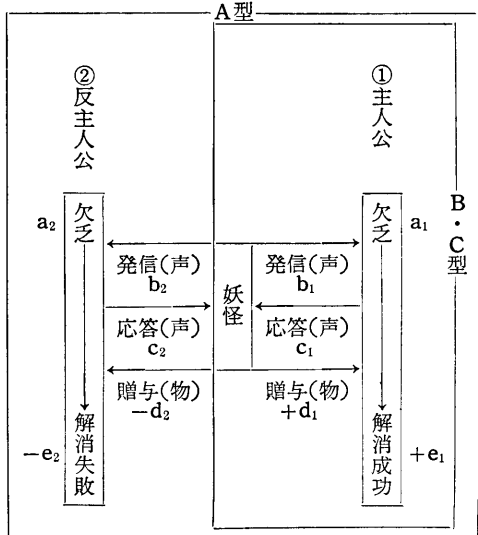 A型
①主人公
②反主人公
B・C型
a₁
欠乏
欠乏
a₂
発信(声)
b₁
発信(声)
b₂
妖怪
応答(声)
c₁
応答(声)
c₂
贈与(物)
+d₁
贈与(物)
−d₂
解消成功
+e₁
解消失敗
−e₂